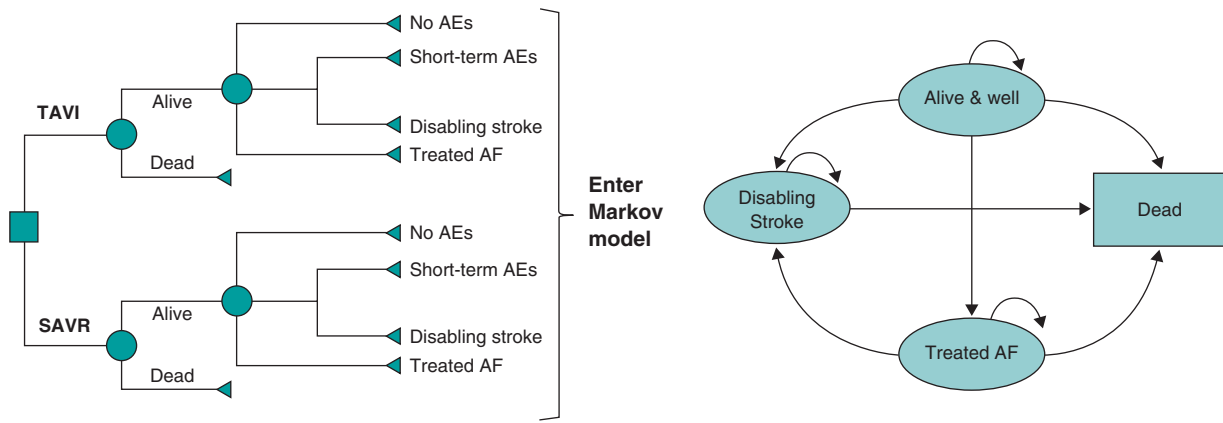 TAVI
Alive
Dead
No AEs
Short-term AEs
Disabling stroke
Treated AF
SAVR
Alive
Dead
No AEs
Short-term AEs
Disabling stroke
Treated AF
Enter
Markov
model
Alive & well
Disabling
Stroke
Dead
Treated AF